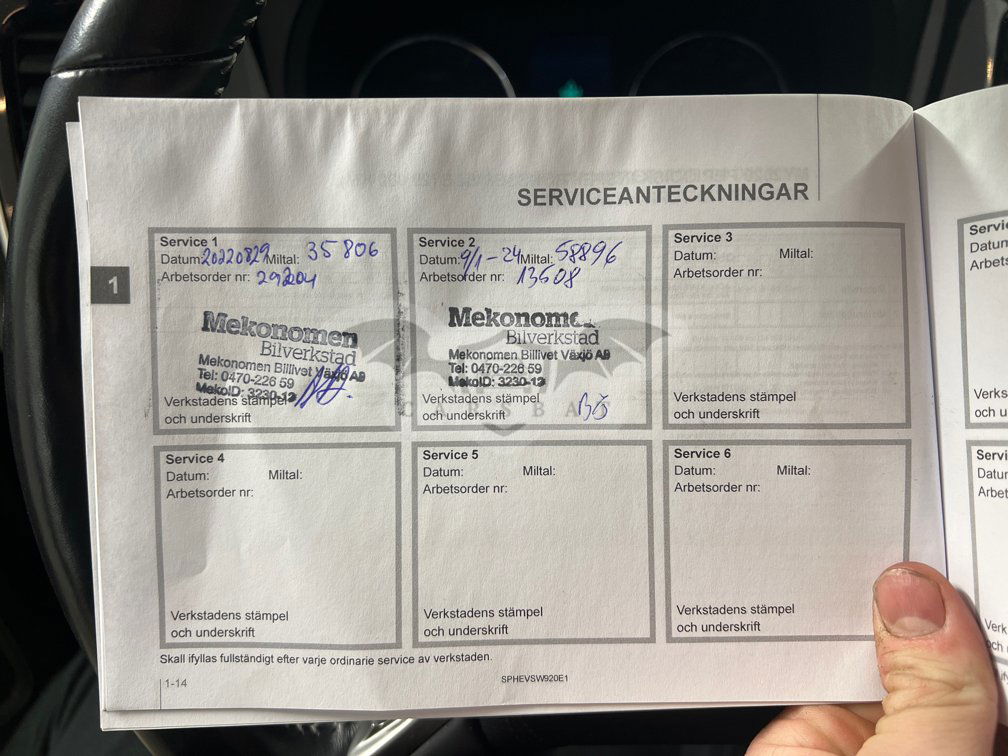 SERVICEANTECKNINGAR
1
Service 1
Datum: 20220829 Miltal: 35 806
Arbetsorder nr: 29204
Mekonomen
Bilverkstad
Mekonomen Billivet Växjö AB
Tel: 0470-226 59
MekoID: 3230-12
Verkstadens stämpel
och underskrift
Service 2
Datum: 9/1-24 Miltal: 58896
Arbetsorder nr: 13608
Mekonome
Bilverkstad
Mekonomen Billivet Växjö AB
Tel: 0470-226 59
MekoID: 3230-12
Verkstadens stämpel
och underskrift
Service 3
Datum: Miltal:
Arbetsorder nr:
Verkstadens stämpel
och underskrift
Service 4
Datum: Miltal:
Arbetsorder nr:
Verkstadens stämpel
och underskrift
Service 5
Datum: Miltal:
Arbetsorder nr:
Verkstadens stämpel
och underskrift
Service 6
Datum: Miltal:
Arbetsorder nr:
Verkstadens stämpel
och underskrift
Skall ifyllas fullständigt efter varje ordinarie service av verkstaden.
1-14
SPHEVSW920E1